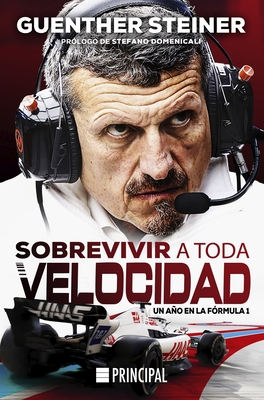 GUENTHER STEINER
PRÓLOGO DE STEFANO DOMENICALI
SOBREVIVIR A TODA
VELOCIDAD
UN AÑO EN LA FÓRMULA 1
HAAS
PRINCIPAL